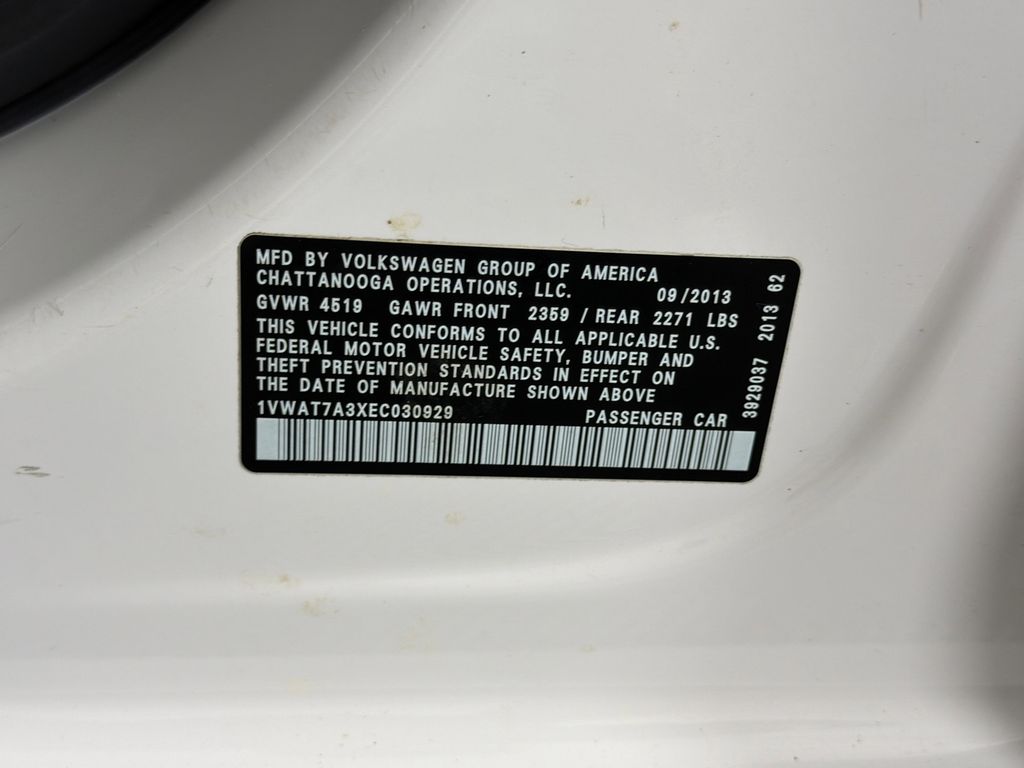 MFD BY VOLKSWAGEN GROUP OF AMERICA
CHATTANOOGA OPERATIONS, LLC. 09/2013
GVWR 4519 GAWR FRONT 2359 / REAR 2271 LBS
THIS VEHICLE CONFORMS TO ALL APPLICABLE U.S.
FEDERAL MOTOR VEHICLE SAFETY, BUMPER AND
THEFT PREVENTION STANDARDS IN EFFECT ON
THE DATE OF MANUFACTURE SHOWN ABOVE
1VWAT7A3XEC030929 PASSENGER CAR
3929037 2013 62